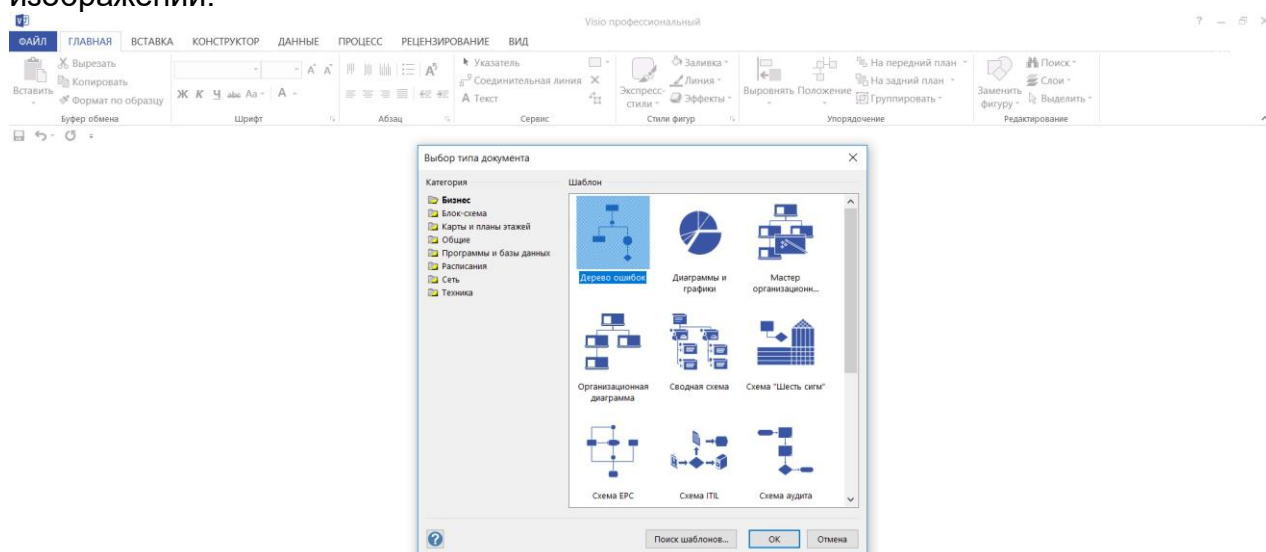 изображений.
Visio профессиональный
ФАЙЛ ГЛАВНАЯ ВСТАВКА КОНСТРУКТОР ДАННЫЕ ПРОЦЕСС РЕЦЕНЗИРОВАНИЕ ВИД
Вставить
Вырезать
Копировать
Формат по образцу
Буфер обмена
Ж К Ч abc Aa A
Шрифт
Абзац
Указатель
Соединительная линия
А Текст
Сервис
Экспресс-
стили
Заливка
Линия
Эффекты
Стили фигур
Выровнять Положение
На передний план
На задний план
Группировать
Упорядочение
Заменить
фигуру
Поиск
Слои
Выделить
Редактирование
Выбор типа документа
Категория
Бизнес
Блок-схема
Карты и планы этажей
Общие
Программы и базы данных
Расписания
Сеть
Техника
Шаблон
Дерево ошибок
Диаграммы и
графики
Мастер
организационн...
Организационная
диаграмма
Сводная схема
Схема "Шесть сигм"
Схема EPC
Схема ITIL
Схема аудита
Поиск шаблонов...
ОК
Отмена